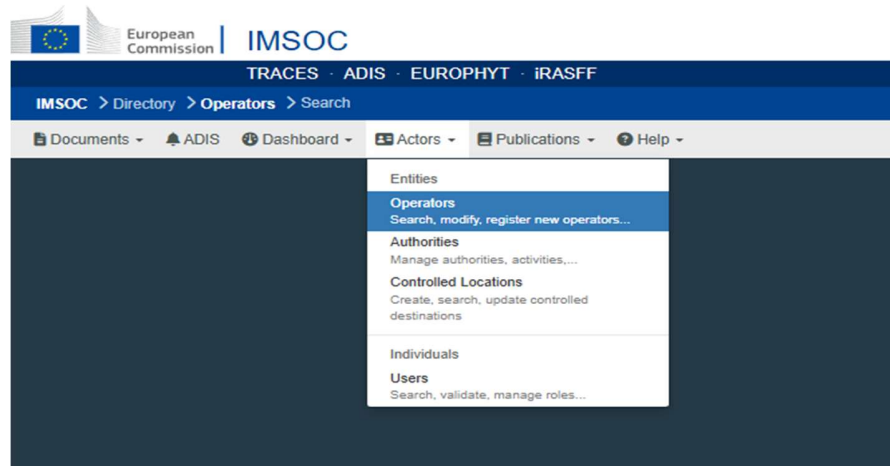 European
Commission
IMSOC
TRACES · ADIS · EUROPHYT · iRASFF
IMSOC > Directory > Operators > Search
Documents ADIS Dashboard Actors Publications Help
Entities
Operators
Search, modify, register new operators...
Authorities
Manage authorities, activities,...
Controlled Locations
Create, search, update controlled
destinations
Individuals
Users
Search, validate, manage roles...